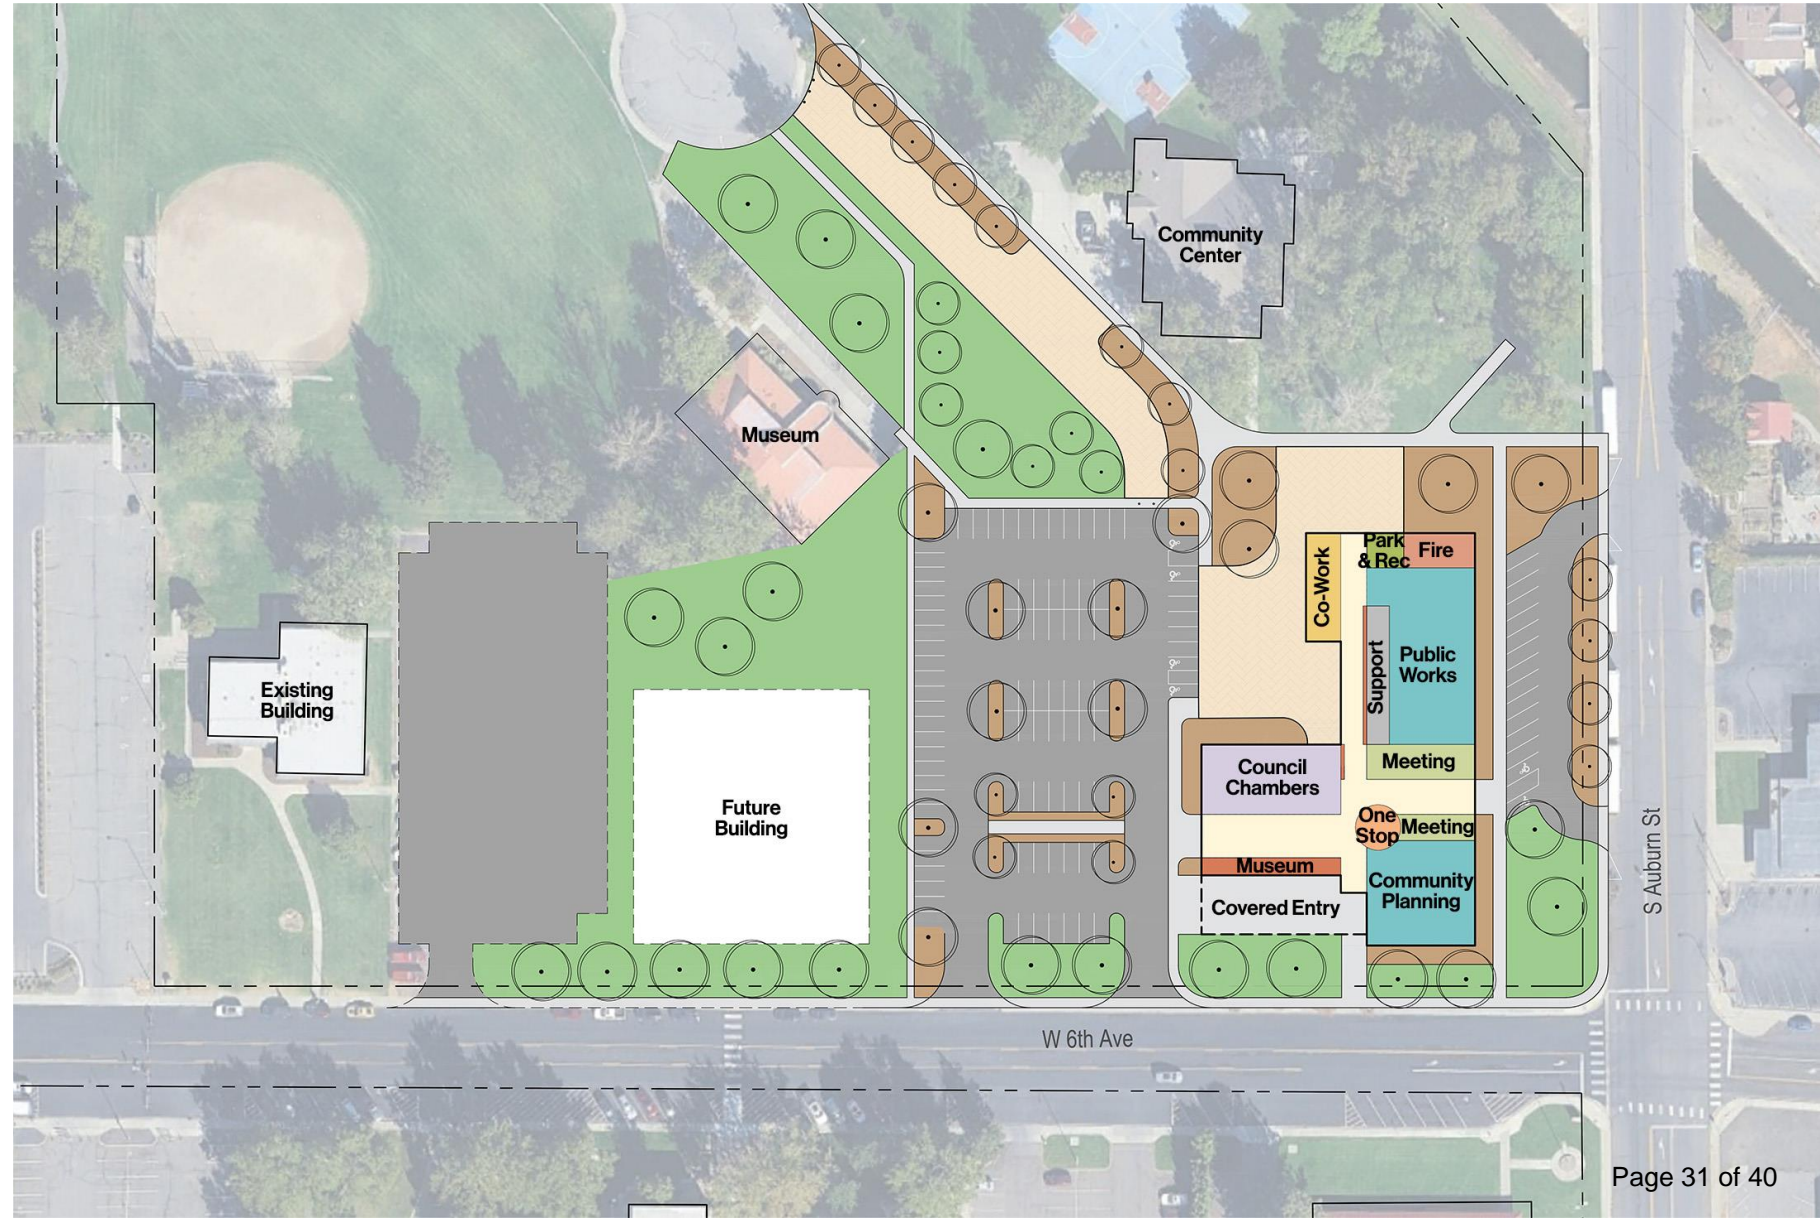 Community
Center
Museum
Park
& Rec
Fire
Co-Work
Support
Public
Works
Existing
Building
Council
Chambers
Meeting
Future
Building
One
Stop
Meeting
Museum
Community
Planning
Covered Entry
S Auburn St
W 6th Ave
Page 31 of 40